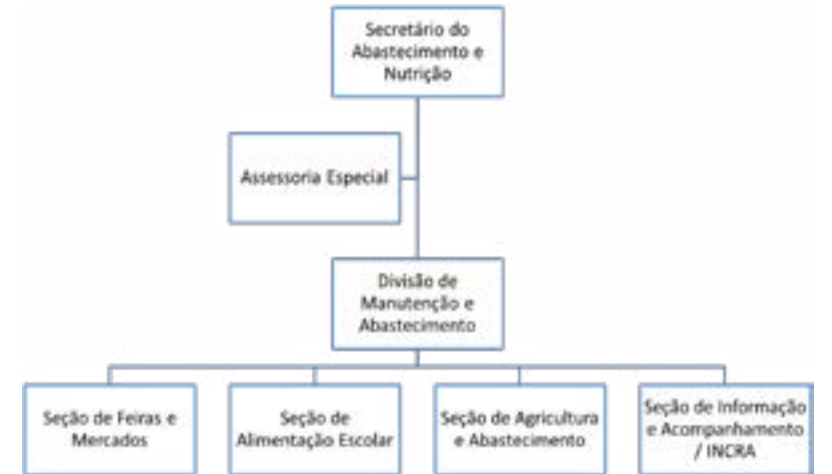 Secretário do
Abastecimento e
Nutrição
Assessoria Especial
Divisão de
Manutenção e
Abastecimento
Seção de Feiras e
Mercados
Seção de
Alimentação Escolar
Seção de Agricultura
e Abastecimento
Seção de Informação
e Acompanhamento
/ INCRA